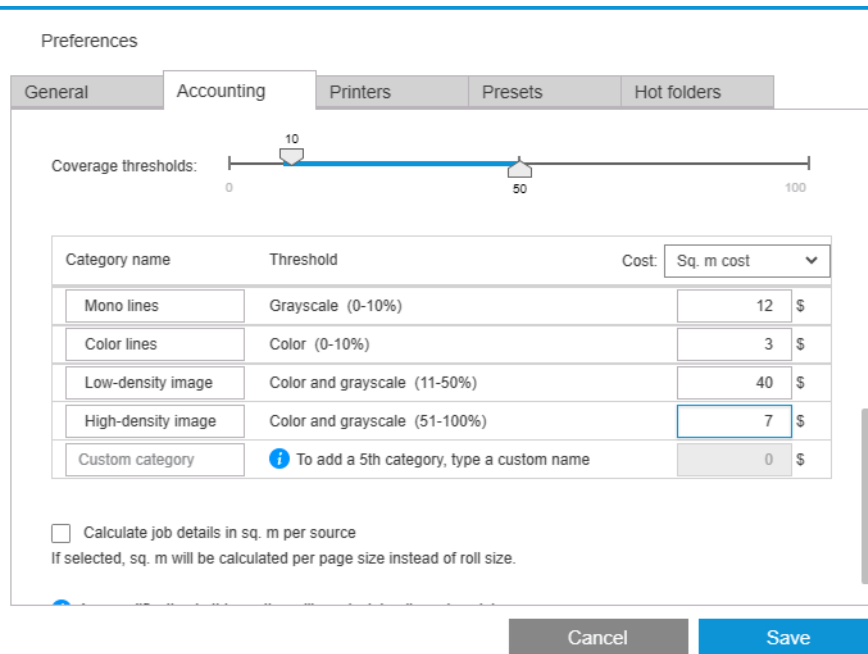 Preferences
General Accounting Printers Presets Hot folders
10
Coverage thresholds:
0 50 100
Category name Threshold Cost: Sq. m cost
Mono lines Grayscale (0-10%) 12 $
Color lines Color (0-10%) 3 $
Low-density image Color and grayscale (11-50%) 40 $
High-density image Color and grayscale (51-100%) 7 $
Custom category i To add a 5th category, type a custom name 0 $
Calculate job details in sq. m per source
If selected, sq. m will be calculated per page size instead of roll size.
Cancel Save